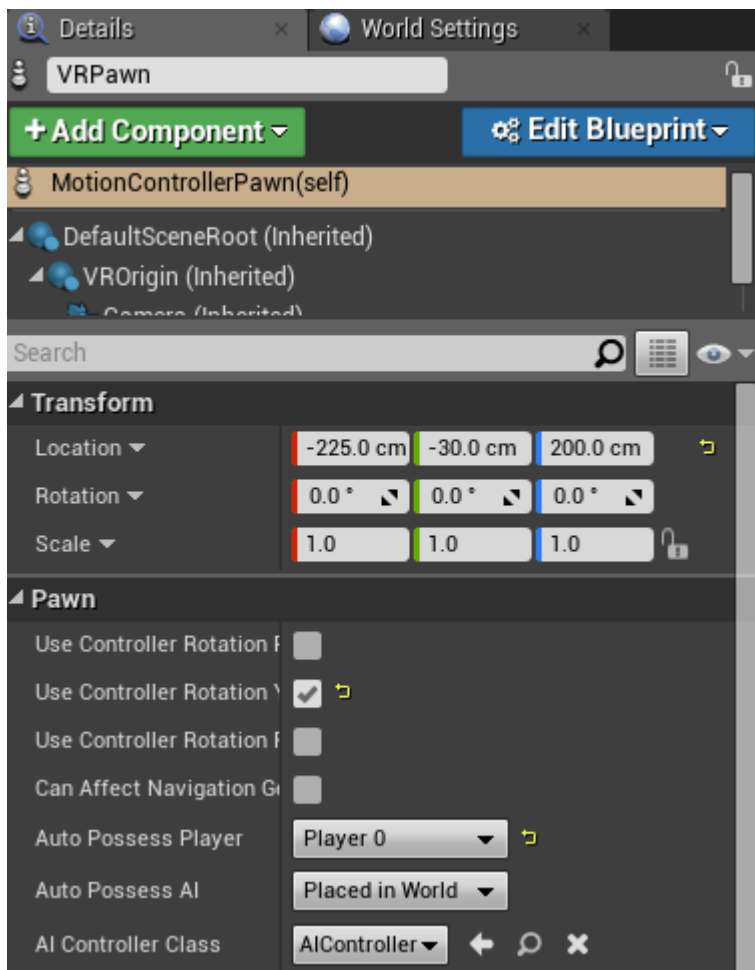 Details World Settings
VRPawn
+ Add Component Edit Blueprint
MotionControllerPawn(self)
DefaultSceneRoot (Inherited)
VROrigin (Inherited)
Camera (Inherited)
Search
Transform
Location -225.0 cm -30.0 cm 200.0 cm
Rotation 0.0 ° 0.0 ° 0.0 °
Scale 1.0 1.0 1.0
Pawn
Use Controller Rotation
Use Controller Rotation
Use Controller Rotation
Can Affect Navigation
Auto Possess Player Player 0
Auto Possess AI Placed in World
AI Controller Class AIController